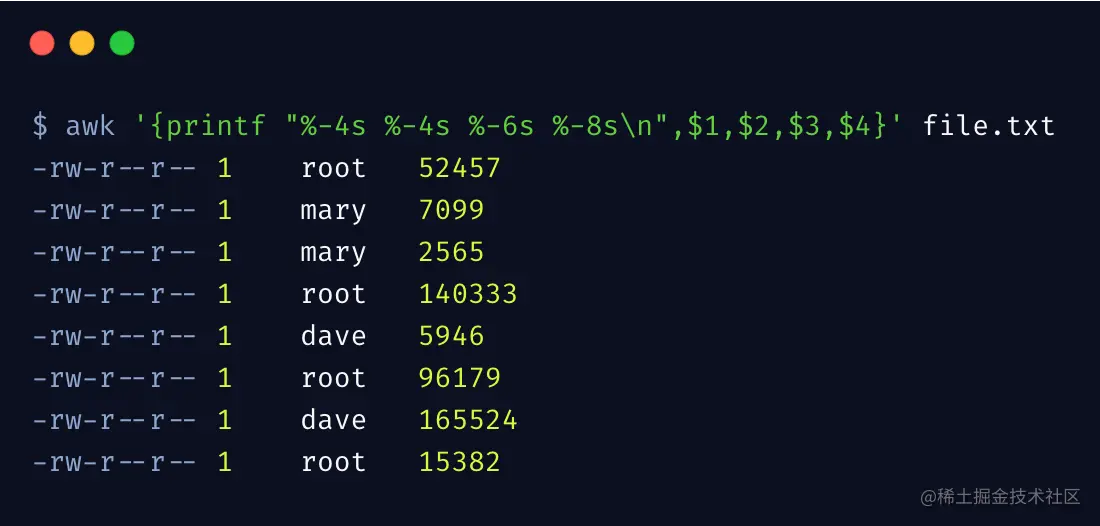 $ awk '{printf "%-4s %-4s %-6s %-8s\n",$1,$2,$3,$4}' file.txt
-rw-r--r-- 1    root   52457
-rw-r--r-- 1    mary   7099
-rw-r--r-- 1    mary   2565
-rw-r--r-- 1    root   140333
-rw-r--r-- 1    dave   5946
-rw-r--r-- 1    root   96179
-rw-r--r-- 1    dave   165524
-rw-r--r-- 1    root   15382
@稀土掘金技术社区